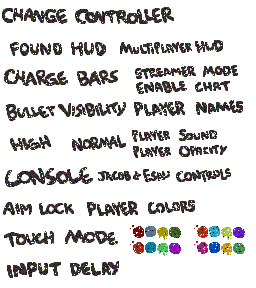 CHANGE CONTROLLER
FOUND HUD MULTIPLAYER HUD
CHARGE BARS STREAMER MODE
ENABLE CHAT
BULLET VISIBILITY PLAYER NAMES
HIGH NORMAL PLAYER SOUND
PLAYER OPACITY
CONSOLE JACOB & ESAU CONTROLS
AIM LOCK PLAYER COLORS
TOUCH MODE
INPUT DELAY